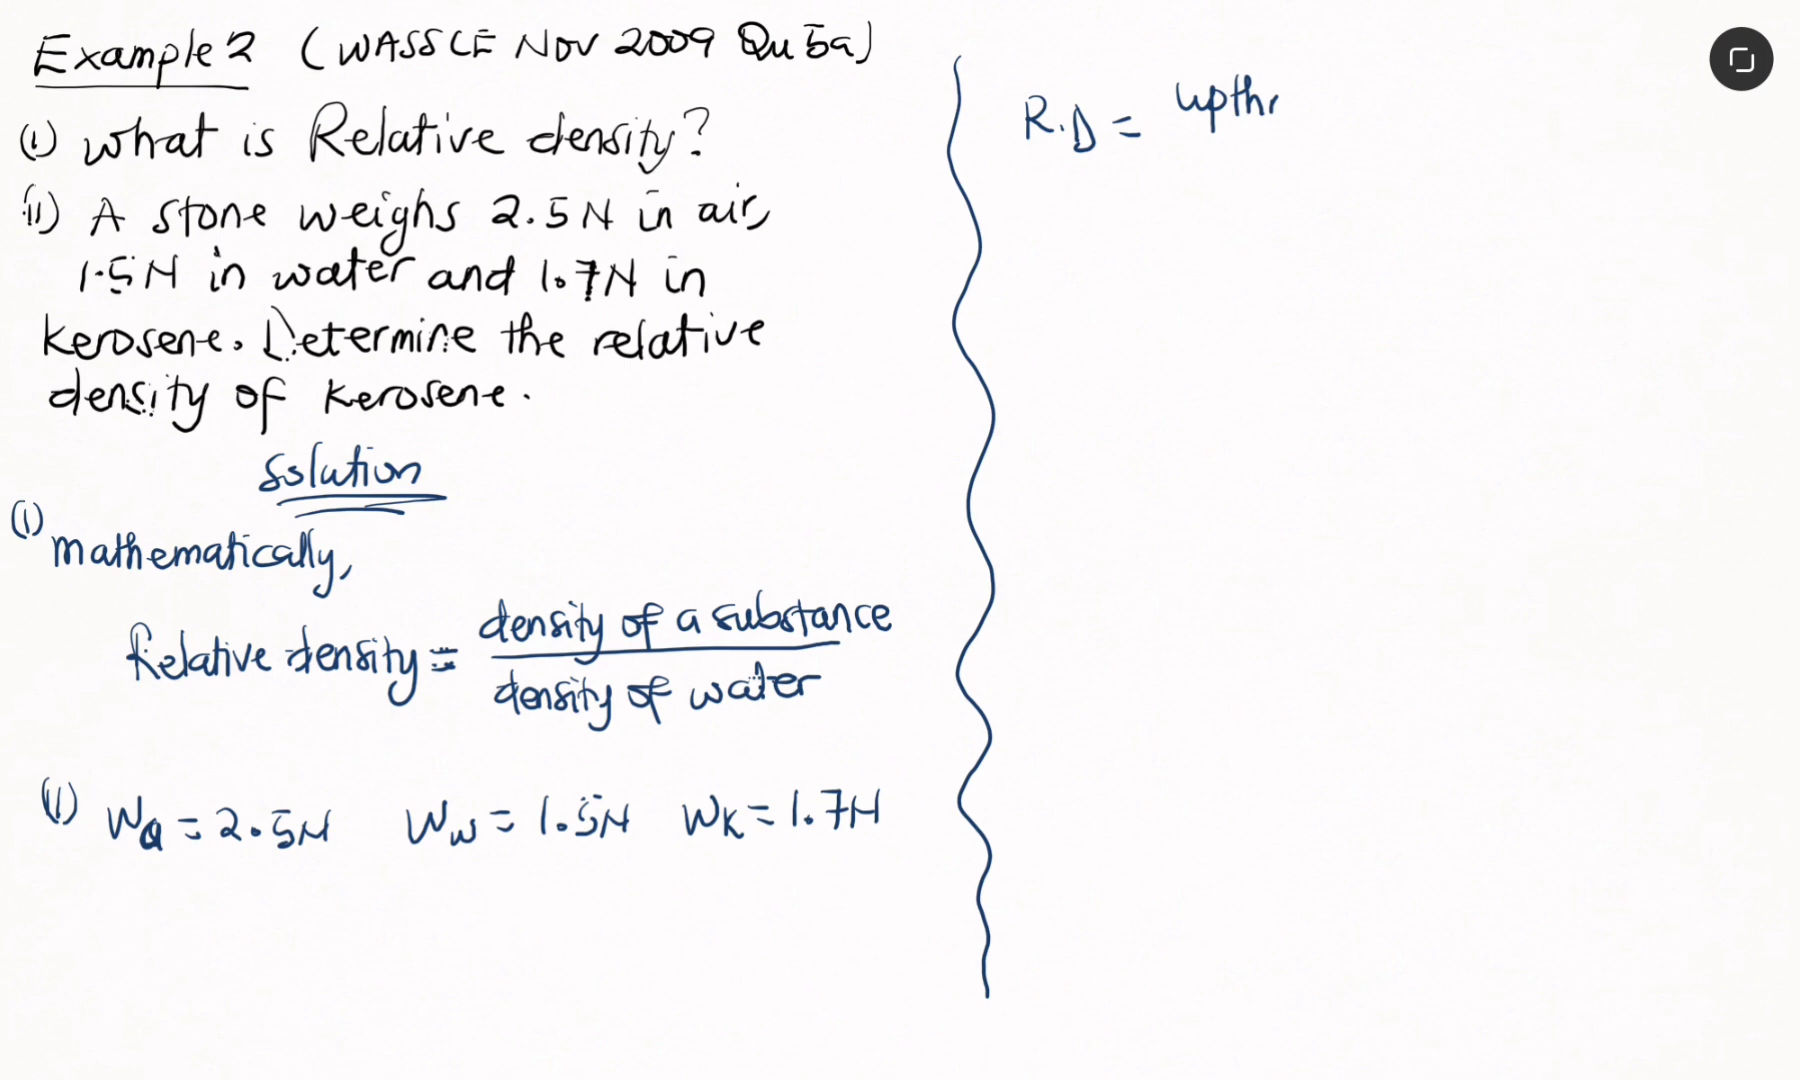 Example 2 (WASSCE Nov 2009 Qu 5a)
(i) What is Relative density?
(ii) A stone weighs 2.5N in air,
1.5N in water and 1.7N in
kerosene. Determine the relative
density of kerosene.
Solution
(i)
Mathematically,
Relative density = density of a substance
density of water
(ii) Wa = 2.5N Ww = 1.5N WK = 1.7N
R.D = upthr